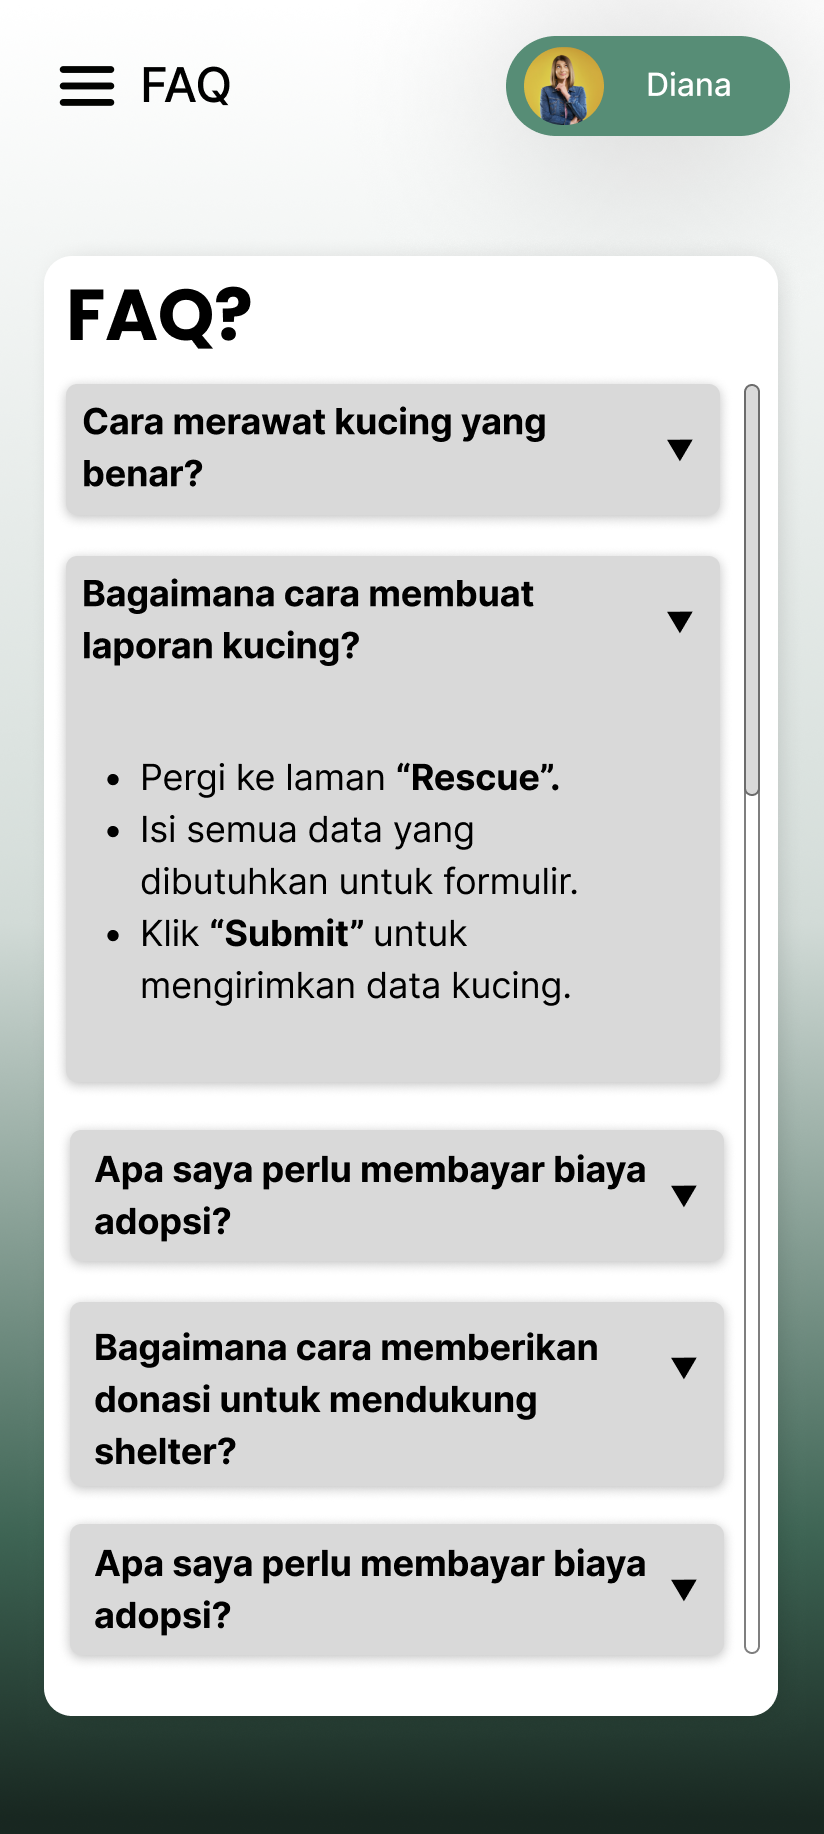 FAQ
Diana
FAQ?
Cara merawat kucing yang
benar?
Bagaimana cara membuat
laporan kucing?
• Pergi ke laman “Rescue”.
• Isi semua data yang
dibutuhkan untuk formulir.
• Klik “Submit” untuk
mengirimkan data kucing.
Apa saya perlu membayar biaya
adopsi?
Bagaimana cara memberikan
donasi untuk mendukung
shelter?
Apa saya perlu membayar biaya
adopsi?